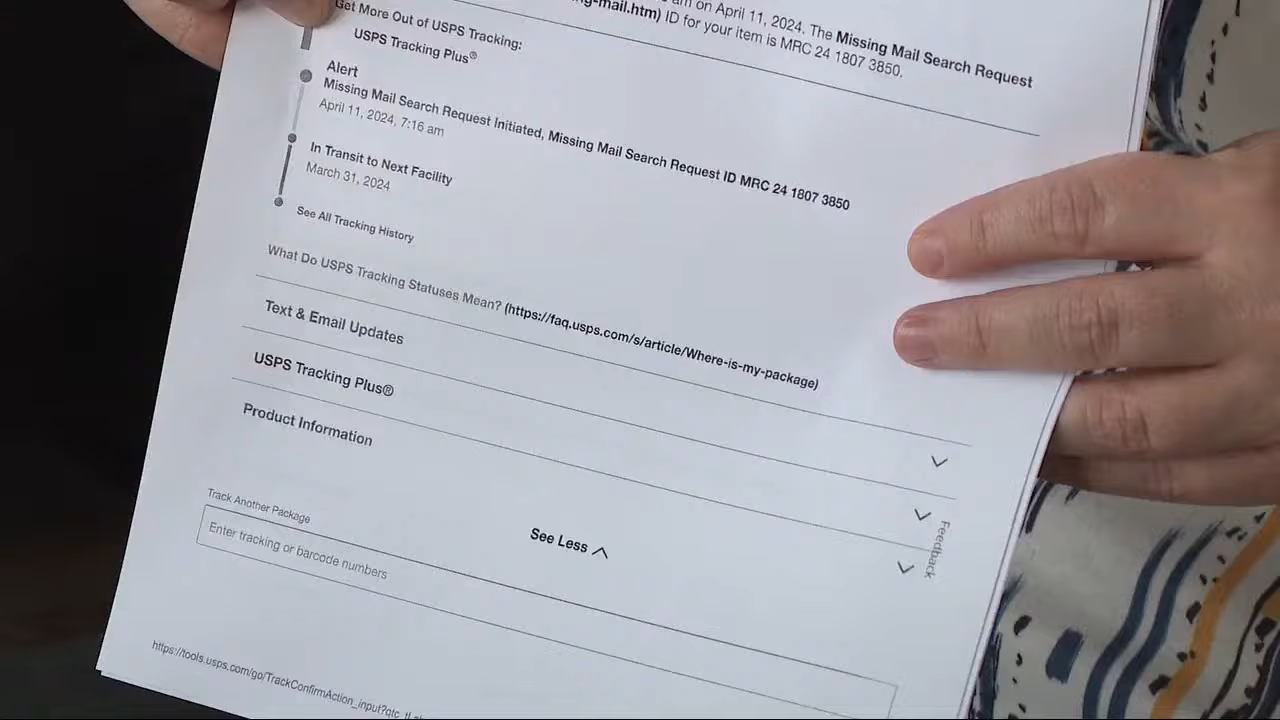 am on April 11, 2024. The Missing Mail Search Request
ng-mail.htm) ID for your item is MRC 24 1807 3850.
Get More Out of USPS Tracking:
USPS Tracking Plus®
Alert
Missing Mail Search Request Initiated, Missing Mail Search Request ID MRC 24 1807 3850
April 11, 2024, 7:16 am
In Transit to Next Facility
March 31, 2024
See All Tracking History
What Do USPS Tracking Statuses Mean? (https://faq.usps.com/s/article/Where-is-my-package)
Text & Email Updates
USPS Tracking Plus®
Product Information
See Less
Feedback
Track Another Package
Enter tracking or barcode numbers
https://tools.usps.com/go/TrackConfirmAction_input?qtc_tLab